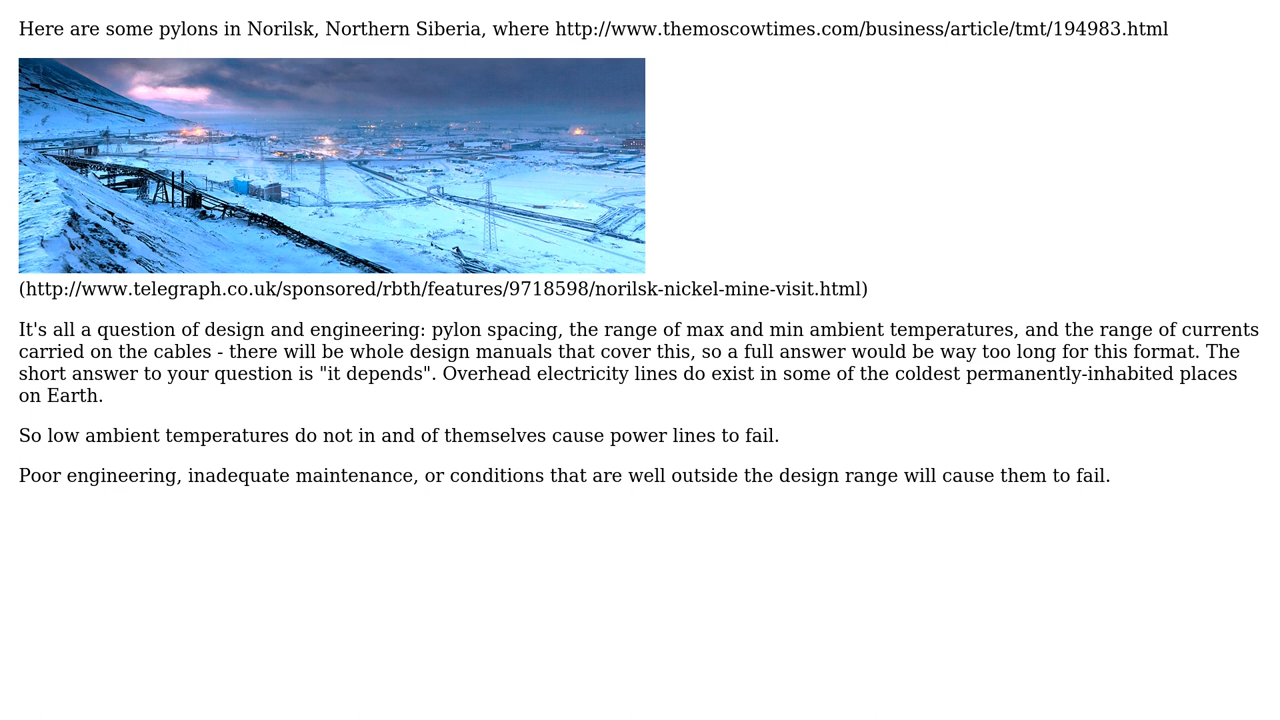 Here are some pylons in Norilsk, Northern Siberia, where http://www.themoscowtimes.com/business/article/tmt/194983.html
(http://www.telegraph.co.uk/sponsored/rbth/features/9718598/norilsk-nickel-mine-visit.html)
It's all a question of design and engineering: pylon spacing, the range of max and min ambient temperatures, and the range of currents
carried on the cables - there will be whole design manuals that cover this, so a full answer would be way too long for this format. The
short answer to your question is "it depends". Overhead electricity lines do exist in some of the coldest permanently-inhabited places
on Earth.
So low ambient temperatures do not in and of themselves cause power lines to fail.
Poor engineering, inadequate maintenance, or conditions that are well outside the design range will cause them to fail.